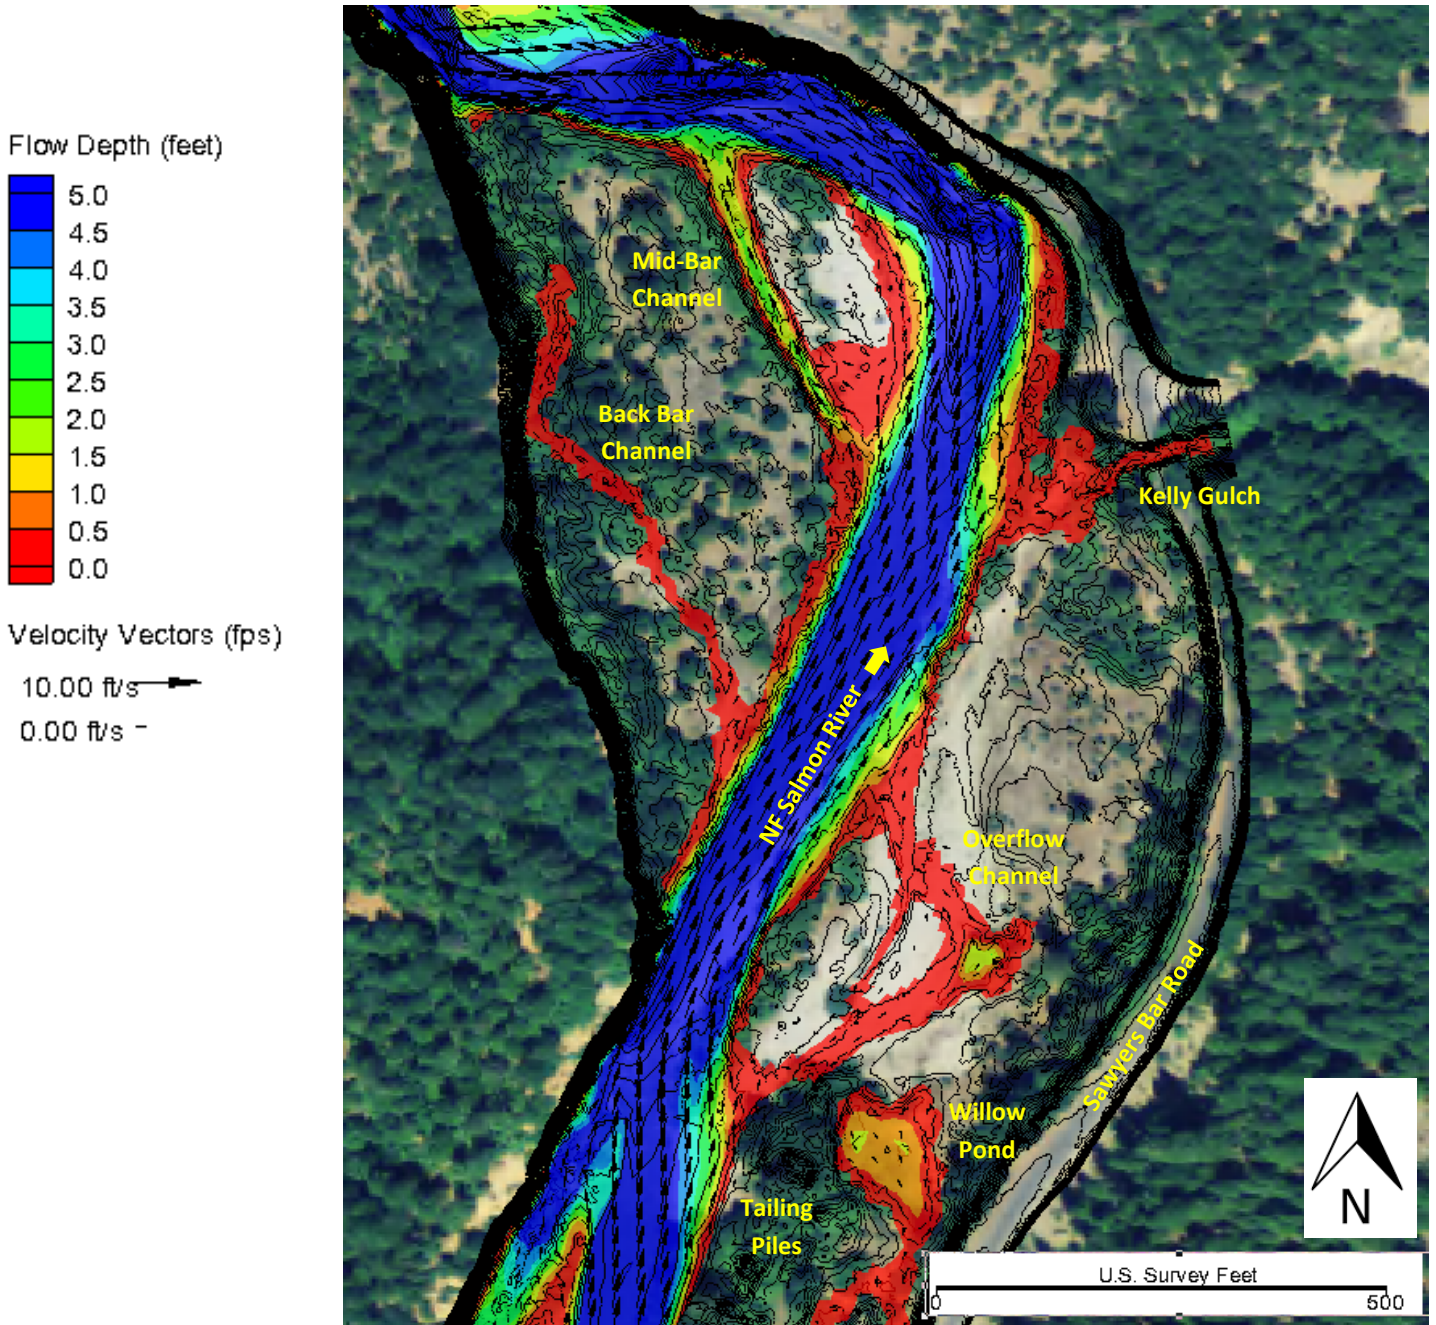 Flow Depth (feet)
5.0
4.5
4.0
3.5
3.0
2.5
2.0
1.5
1.0
0.5
0.0
Velocity Vectors (fps)
10.00 ft/s
0.00 ft/s
Mid-Bar
Channel
Back Bar
Channel
Kelly Gulch
NF Salmon River
Overflow
Channel
Sawyers Bar Road
Willow
Pond
Tailing
Piles
N
U.S. Survey Feet
0
500